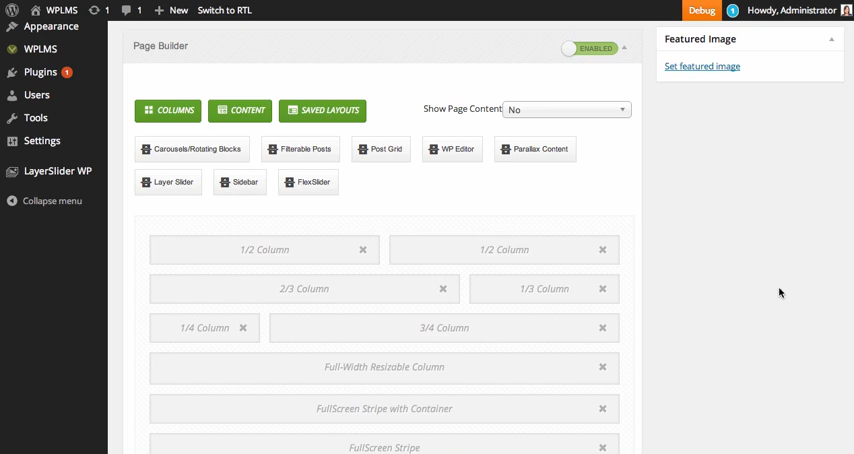 WPLMS 1 1 New Switch to RTL Debug 1 Howdy, Administrator
Appearance
WPLMS
Plugins 1
Users
Tools
Settings
LayerSlider WP
Collapse menu
Page Builder ENABLED
COLUMNS CONTENT SAVED LAYOUTS Show Page Content No
Carousels/Rotating Blocks Filterable Posts Post Grid WP Editor Parallax Content
Layer Slider Sidebar FlexSlider
1/2 Column 1/2 Column
2/3 Column 1/3 Column
1/4 Column 3/4 Column
Full-Width Resizable Column
FullScreen Stripe with Container
FullScreen Stripe
Featured Image
Set featured image